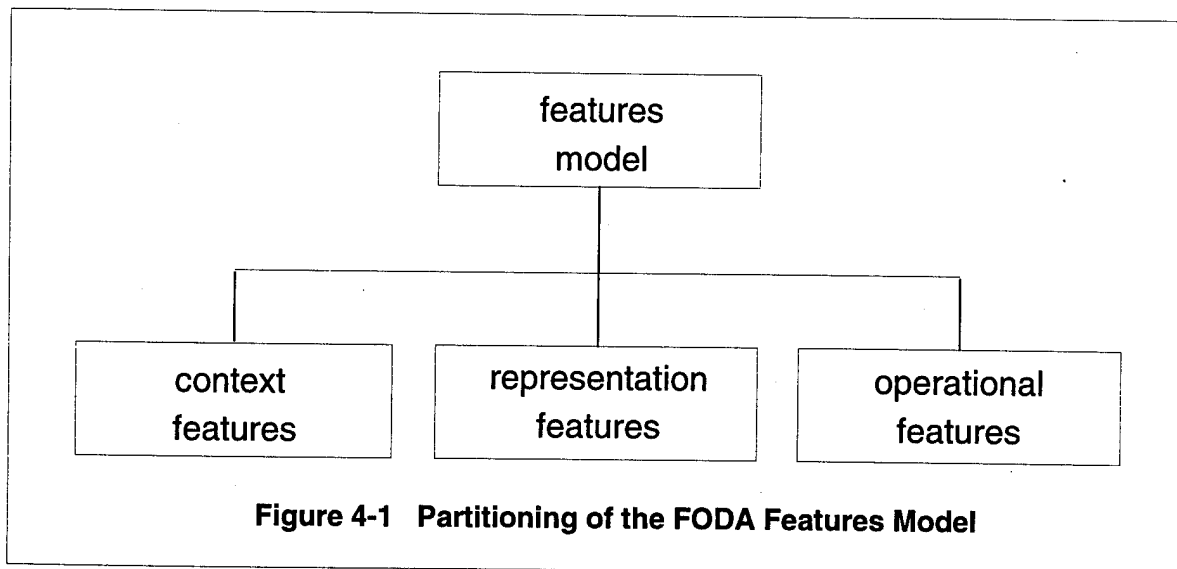 features
model
context
features
representation
features
operational
features
Figure 4-1 Partitioning of the FODA Features Model